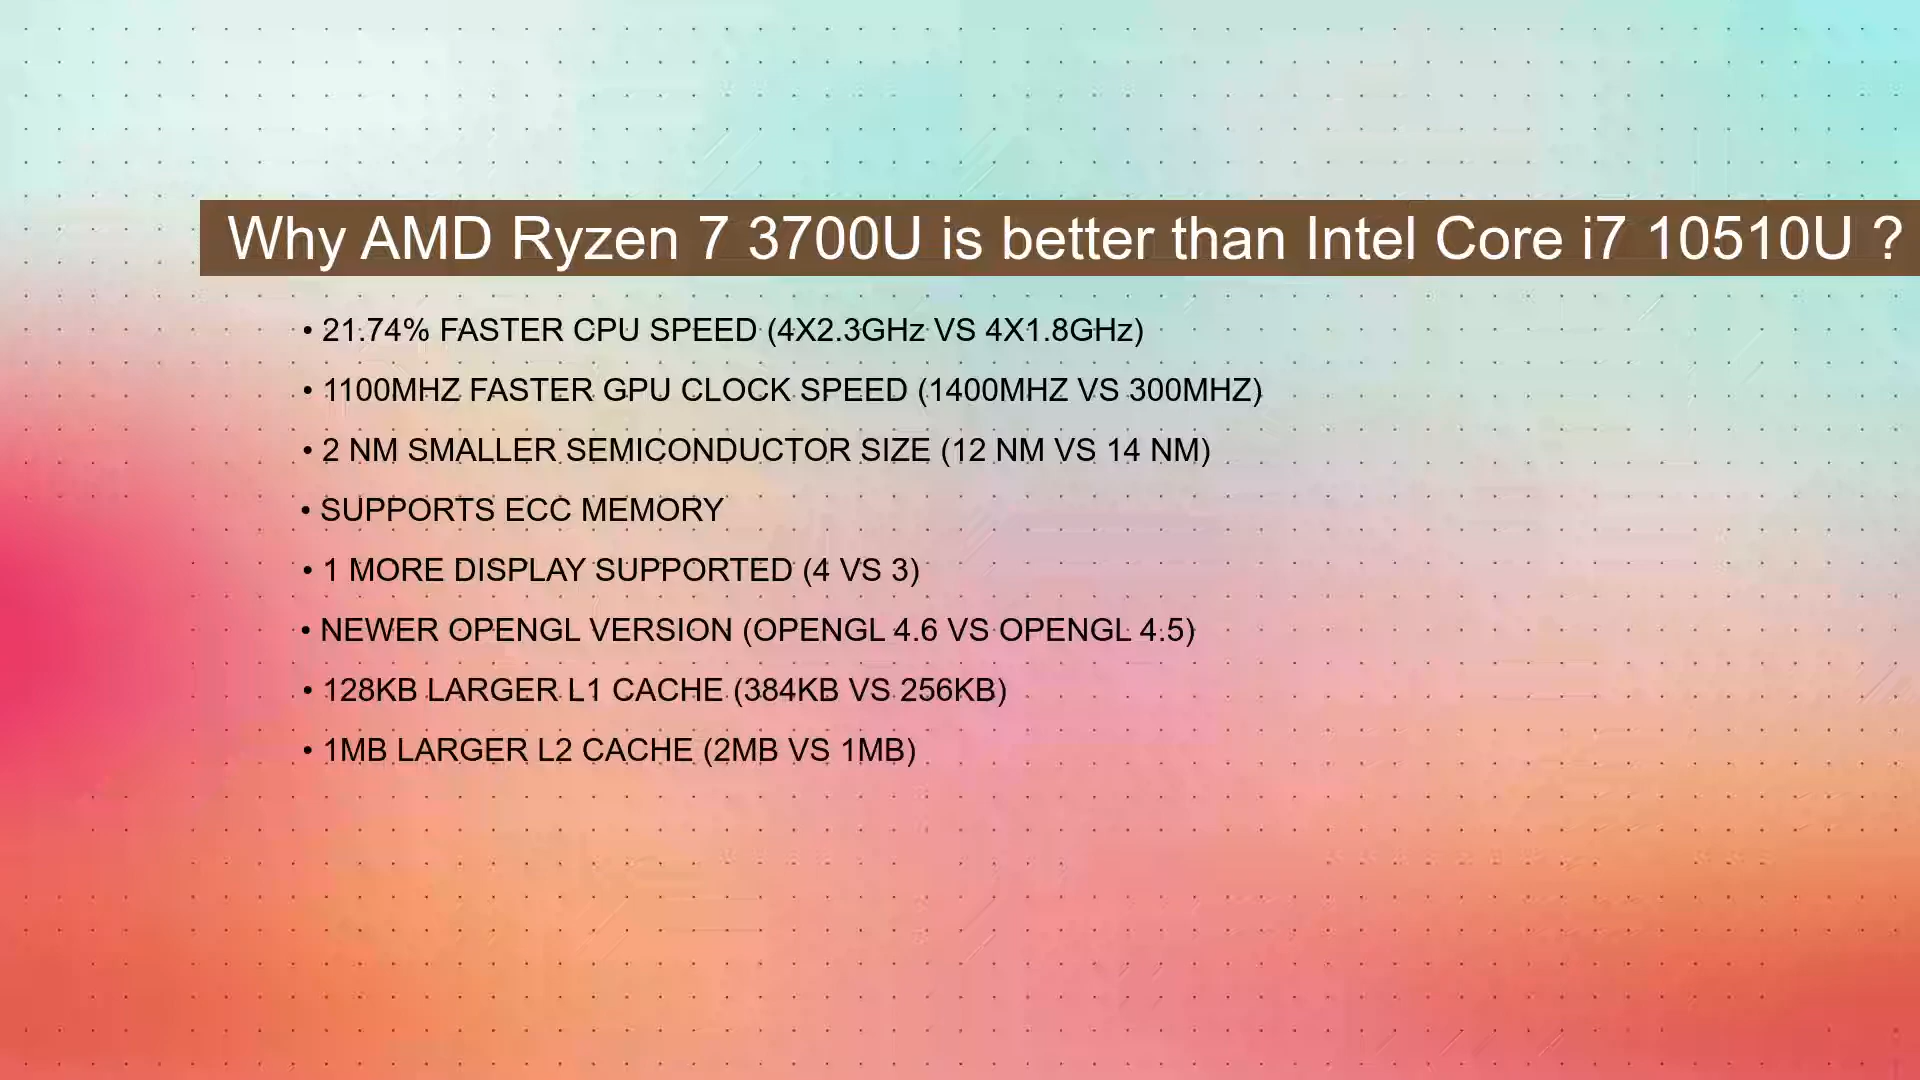 Why AMD Ryzen 7 3700U is better than Intel Core i7 10510U ?
• 21.74% FASTER CPU SPEED (4X2.3GHz VS 4X1.8GHz)
• 1100MHZ FASTER GPU CLOCK SPEED (1400MHZ VS 300MHZ)
• 2 NM SMALLER SEMICONDUCTOR SIZE (12 NM VS 14 NM)
• SUPPORTS ECC MEMORY
• 1 MORE DISPLAY SUPPORTED (4 VS 3)
• NEWER OPENGL VERSION (OPENGL 4.6 VS OPENGL 4.5)
• 128KB LARGER L1 CACHE (384KB VS 256KB)
• 1MB LARGER L2 CACHE (2MB VS 1MB)